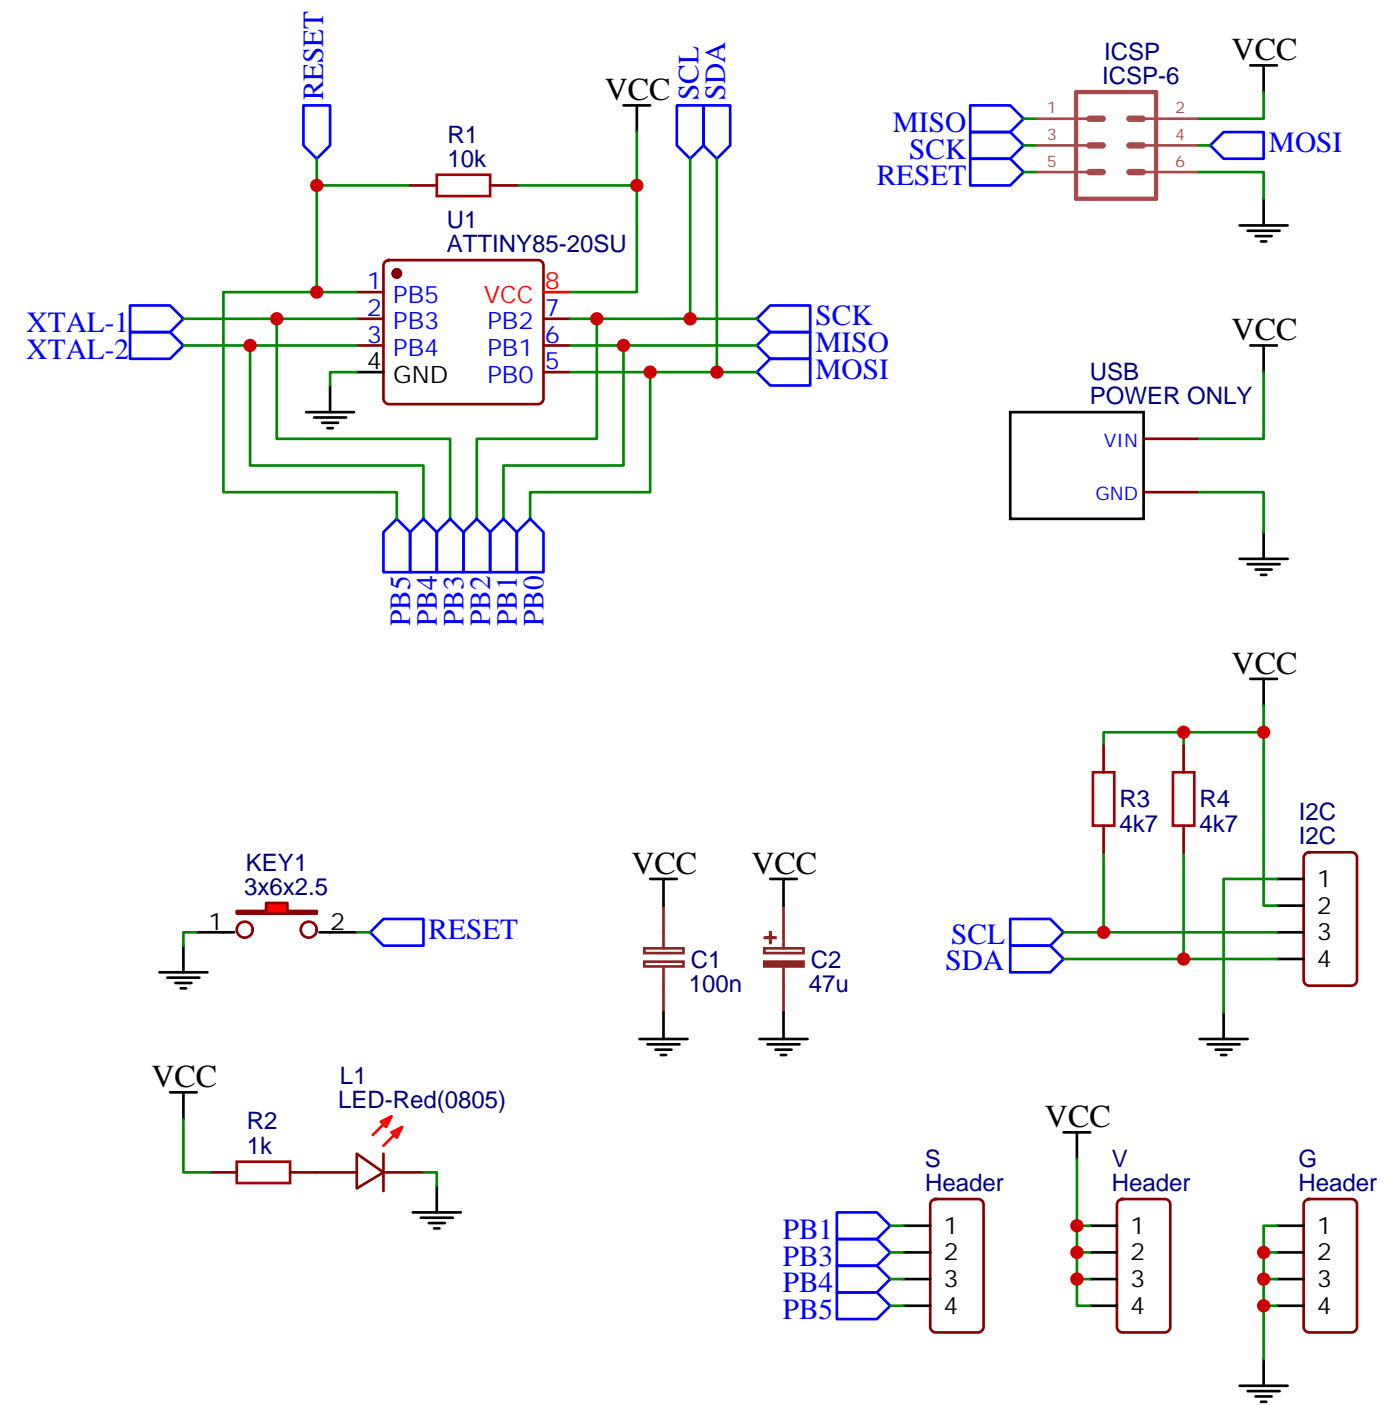 RESET
VCC
SCL
SDA
R1
10k
U1
ATTINY85-20SU
1
PB5
VCC
8
XTAL-1
2
PB3
PB2
7
SCK
XTAL-2
3
PB4
PB1
6
MISO
4
GND
PB0
5
MOSI
PB5
PB4
PB3
PB2
PB1
PB0
ICSP
ICSP-6
VCC
MISO
1
2
SCK
3
4
MOSI
RESET
5
6
VCC
USB
POWER ONLY
VIN
GND
VCC
R3
4k7
R4
4k7
I2C
I2C
1
2
SCL
3
SDA
4
KEY1
3x6x2.5
1
2
RESET
VCC
C1
100n
VCC
+
C2
47u
VCC
R2
1k
L1
LED-Red(0805)
S
Header
PB1
1
PB3
2
PB4
3
PB5
4
VCC
V
Header
1
2
3
4
G
Header
1
2
3
4